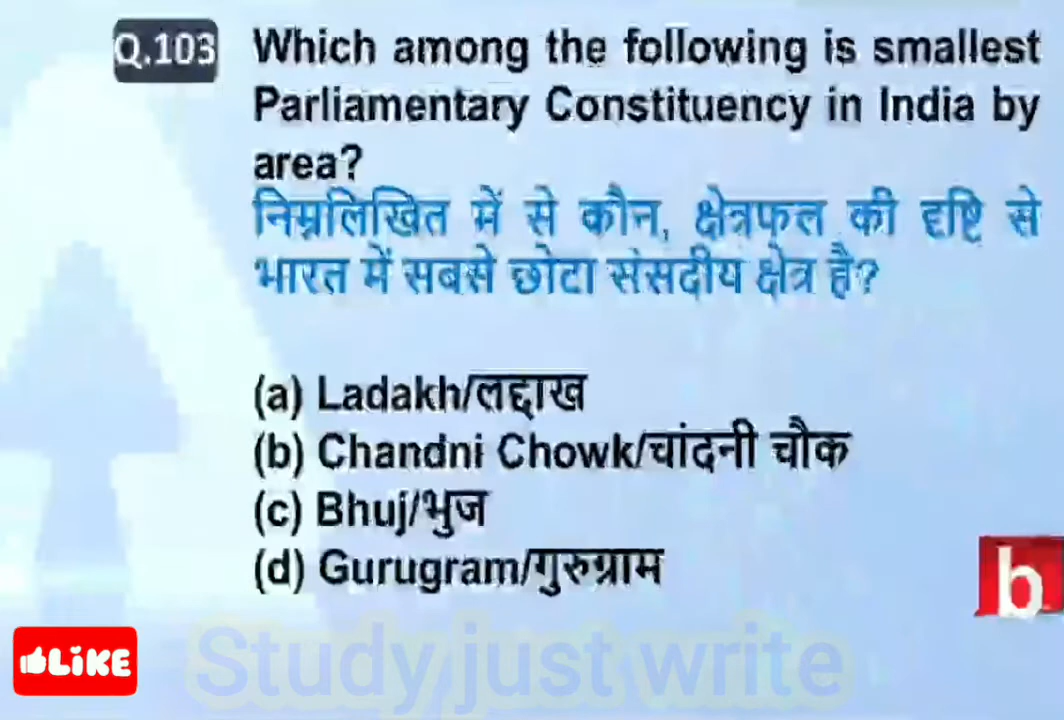 Q.103 Which among the following is smallest
Parliamentary Constituency in India by
area?
निम्नलिखित में से कौन, क्षेत्रफल की दृष्टि से
भारत में सबसे छोटा संसदीय क्षेत्र है?
(a) Ladakh/लद्दाख
(b) Chandni Chowk/चांदनी चौक
(c) Bhuj/भुज
(d) Gurugram/गुरुग्राम
b
LiKE
Study just write